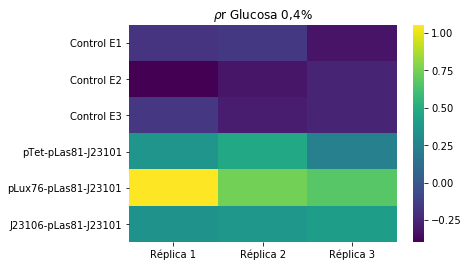 ρr Glucosa 0,4%
Control E1
Control E2
Control E3
pTet-pLas81-J23101
pLux76-pLas81-J23101
J23106-pLas81-J23101
Réplica 1 Réplica 2 Réplica 3
1.00
0.75
0.50
0.25
0.00
−0.25